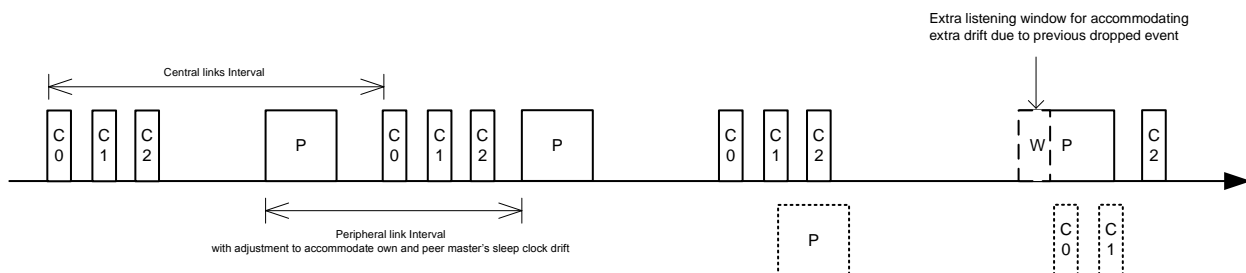 Extra listening window for accommodating
extra drift due to previous dropped event
Central links Interval
C
0
C
1
C
2
P
C
0
C
1
C
2
P
C
0
C
1
C
2
W
P
C
2
Peripheral link Interval
with adjustment to accommodate own and peer master's sleep clock drift
P
C
0
C
1